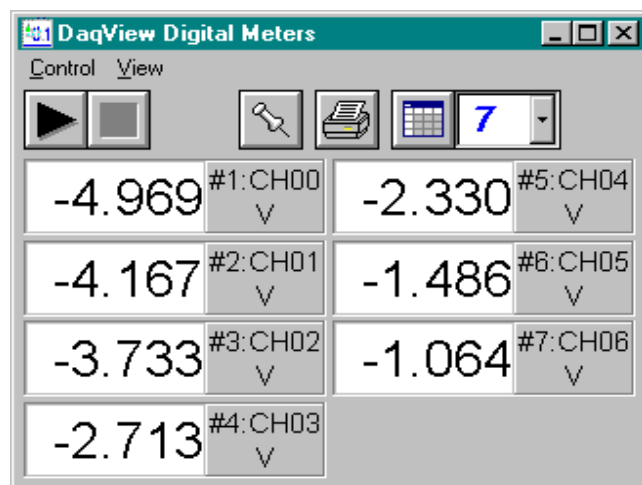 DaqView Digital Meters
Control View
7
-4.969 #1:CH00 V
-4.167 #2:CH01 V
-3.733 #3:CH02 V
-2.713 #4:CH03 V
-2.330 #5:CH04 V
-1.486 #6:CH05 V
-1.064 #7:CH06 V